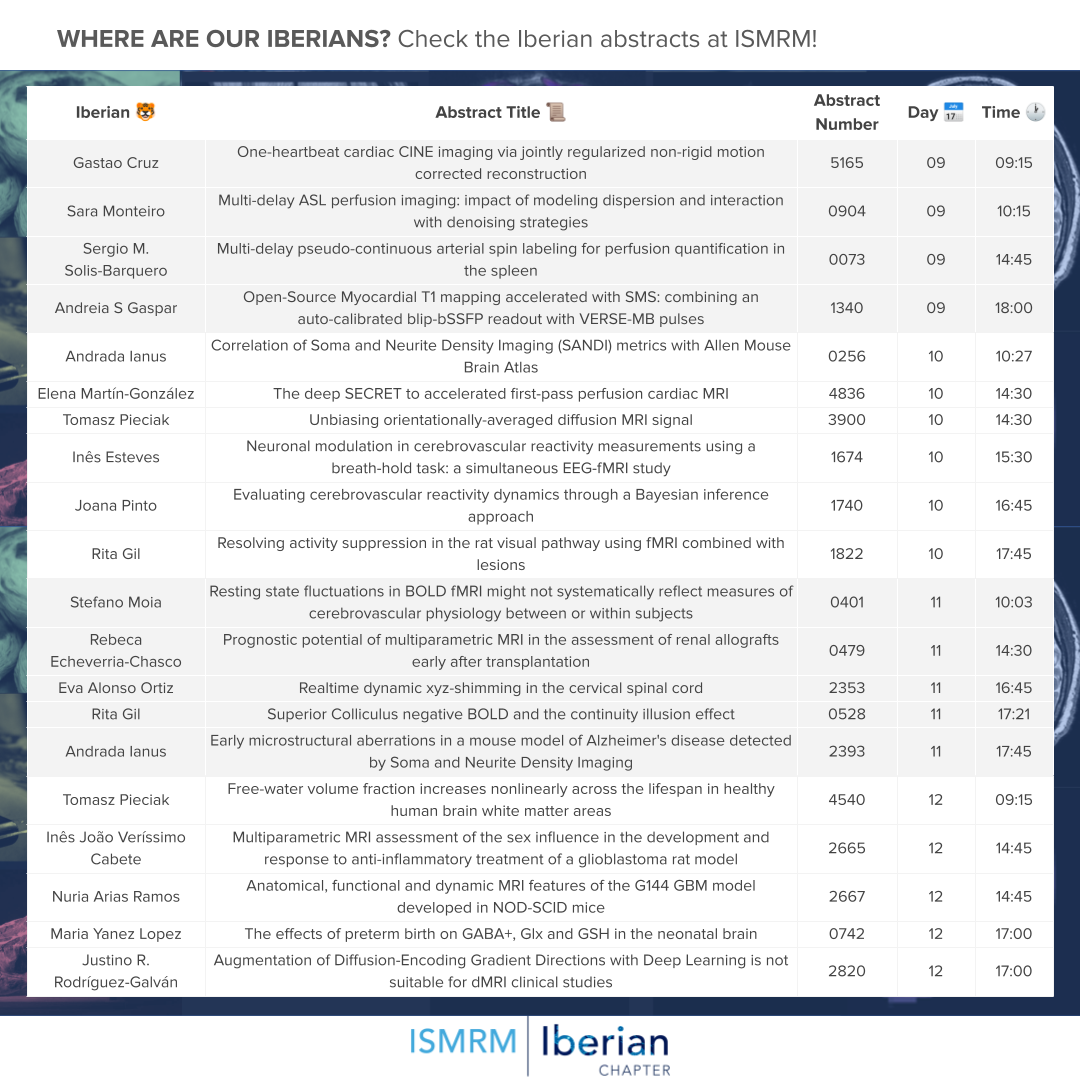 WHERE ARE OUR IBERIANS? Check the Iberian abstracts at ISMRM!
Iberian 🐯 Abstract Title 📜 Abstract Number Day 📅 Time 🕐
Gastao Cruz One-heartbeat cardiac CINE imaging via jointly regularized non-rigid motion
corrected reconstruction 5165 09 09:15
Sara Monteiro Multi-delay ASL perfusion imaging: impact of modeling dispersion and interaction
with denoising strategies 0904 09 10:15
Sergio M.
Solis-Barquero Multi-delay pseudo-continuous arterial spin labeling for perfusion quantification in
the spleen 0073 09 14:45
Andreia S Gaspar Open-Source Myocardial T1 mapping accelerated with SMS: combining an
auto-calibrated blip-bSSFP readout with VERSE-MB pulses 1340 09 18:00
Andrada Ianus Correlation of Soma and Neurite Density Imaging (SANDI) metrics with Allen Mouse
Brain Atlas 0256 10 10:27
Elena Martín-González The deep SECRET to accelerated first-pass perfusion cardiac MRI 4836 10 14:30
Tomasz Pieciak Unbiasing orientationally-averaged diffusion MRI signal 3900 10 14:30
Inês Esteves Neuronal modulation in cerebrovascular reactivity measurements using a
breath-hold task: a simultaneous EEG-fMRI study 1674 10 15:30
Joana Pinto Evaluating cerebrovascular reactivity dynamics through a Bayesian inference
approach 1740 10 16:45
Rita Gil Resolving activity suppression in the rat visual pathway using fMRI combined with
lesions 1822 10 17:45
Stefano Moia Resting state fluctuations in BOLD fMRI might not systematically reflect measures of
cerebrovascular physiology between or within subjects 0401 11 10:03
Rebeca
Echeverria-Chasco Prognostic potential of multiparametric MRI in the assessment of renal allografts
early after transplantation 0479 11 14:30
Eva Alonso Ortiz Realtime dynamic xyz-shimming in the cervical spinal cord 2353 11 16:45
Rita Gil Superior Colliculus negative BOLD and the continuity illusion effect 0528 11 17:21
Andrada Ianus Early microstructural aberrations in a mouse model of Alzheimer's disease detected
by Soma and Neurite Density Imaging 2393 11 17:45
Tomasz Pieciak Free-water volume fraction increases nonlinearly across the lifespan in healthy
human brain white matter areas 4540 12 09:15
Inês João Veríssimo
Cabete Multiparametric MRI assessment of the sex influence in the development and
response to anti-inflammatory treatment of a glioblastoma rat model 2665 12 14:45
Nuria Arias Ramos Anatomical, functional and dynamic MRI features of the G144 GBM model
developed in NOD-SCID mice 2667 12 14:45
Maria Yanez Lopez The effects of preterm birth on GABA+, Glx and GSH in the neonatal brain 0742 12 17:00
Justino R.
Rodríguez-Galván Augmentation of Diffusion-Encoding Gradient Directions with Deep Learning is not
suitable for dMRI clinical studies 2820 12 17:00
ISMRM Iberian
CHAPTER